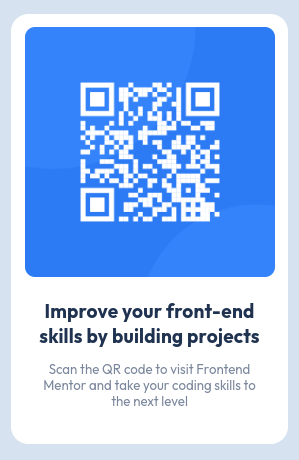 Improve your front-end
skills by building projects
Scan the QR code to visit Frontend
Mentor and take your coding skills to
the next level